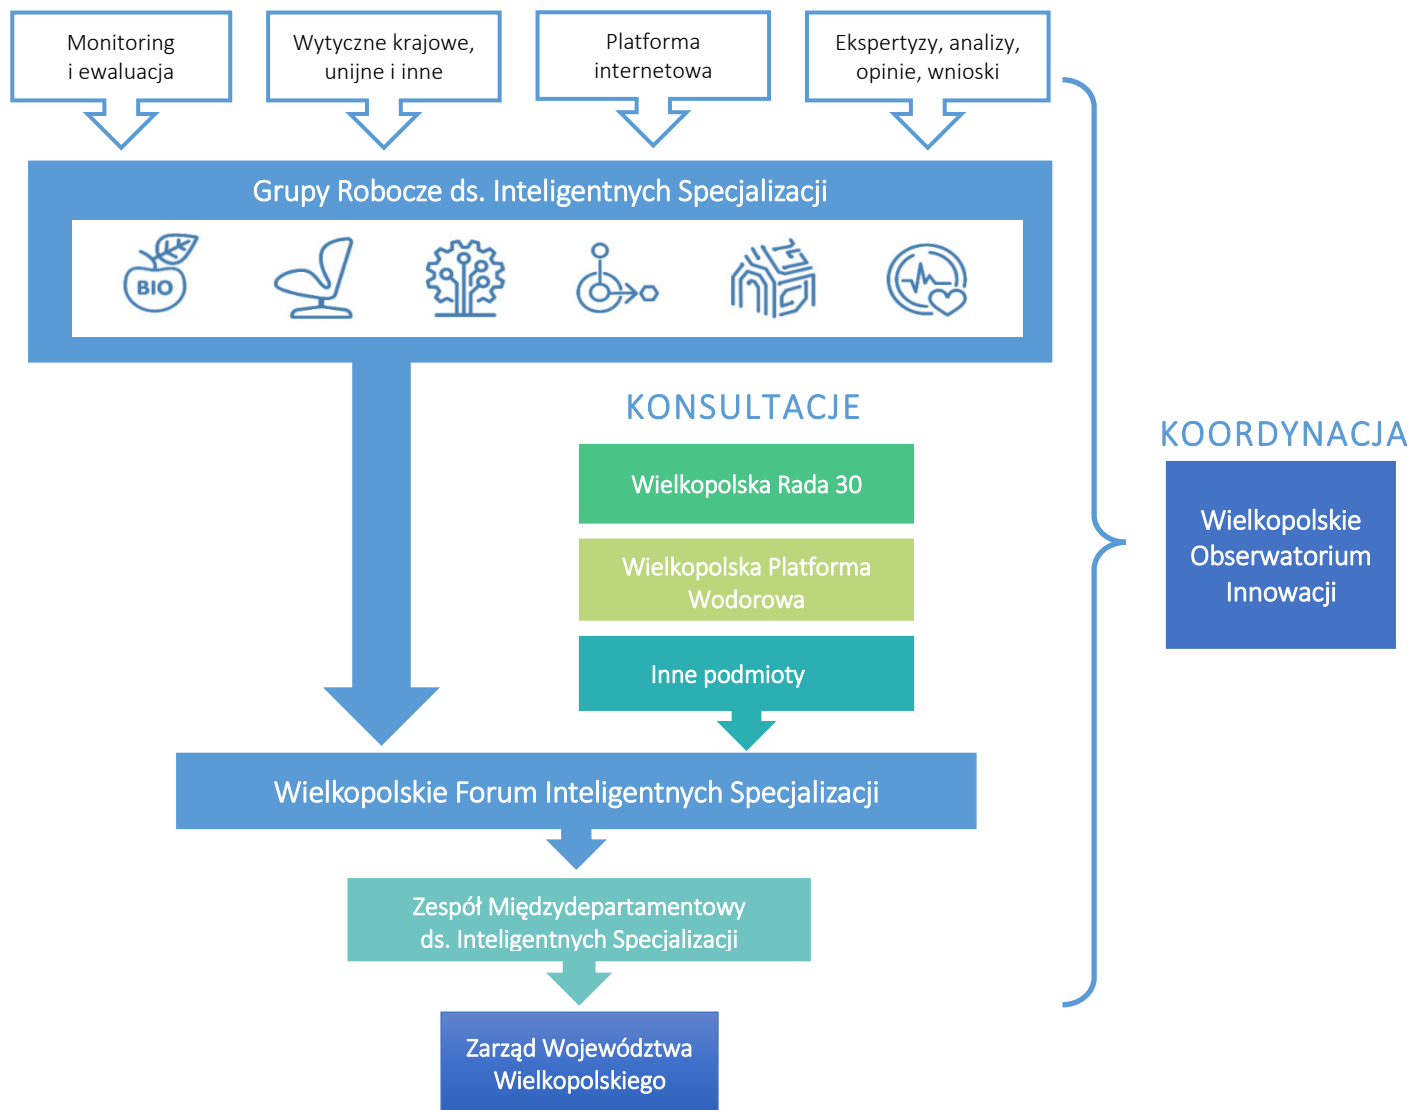 Monitoring
i ewaluacja
Wytyczne krajowe,
unijne i inne
Platforma
internetowa
Ekspertyzy, analizy,
opinie, wnioski
Grupy Robocze ds. Inteligentnych Specjalizacji
BIO
KONSULTACJE
Wielkopolska Rada 30
Wielkopolska Platforma
Wodorowa
Inne podmioty
KOORDYNACJA
Wielkopolskie
Obserwatorium
Innowacji
Wielkopolskie Forum Inteligentnych Specjalizacji
Zespół Międzydepartamentowy
ds. Inteligentnych Specjalizacji
Zarząd Województwa
Wielkopolskiego